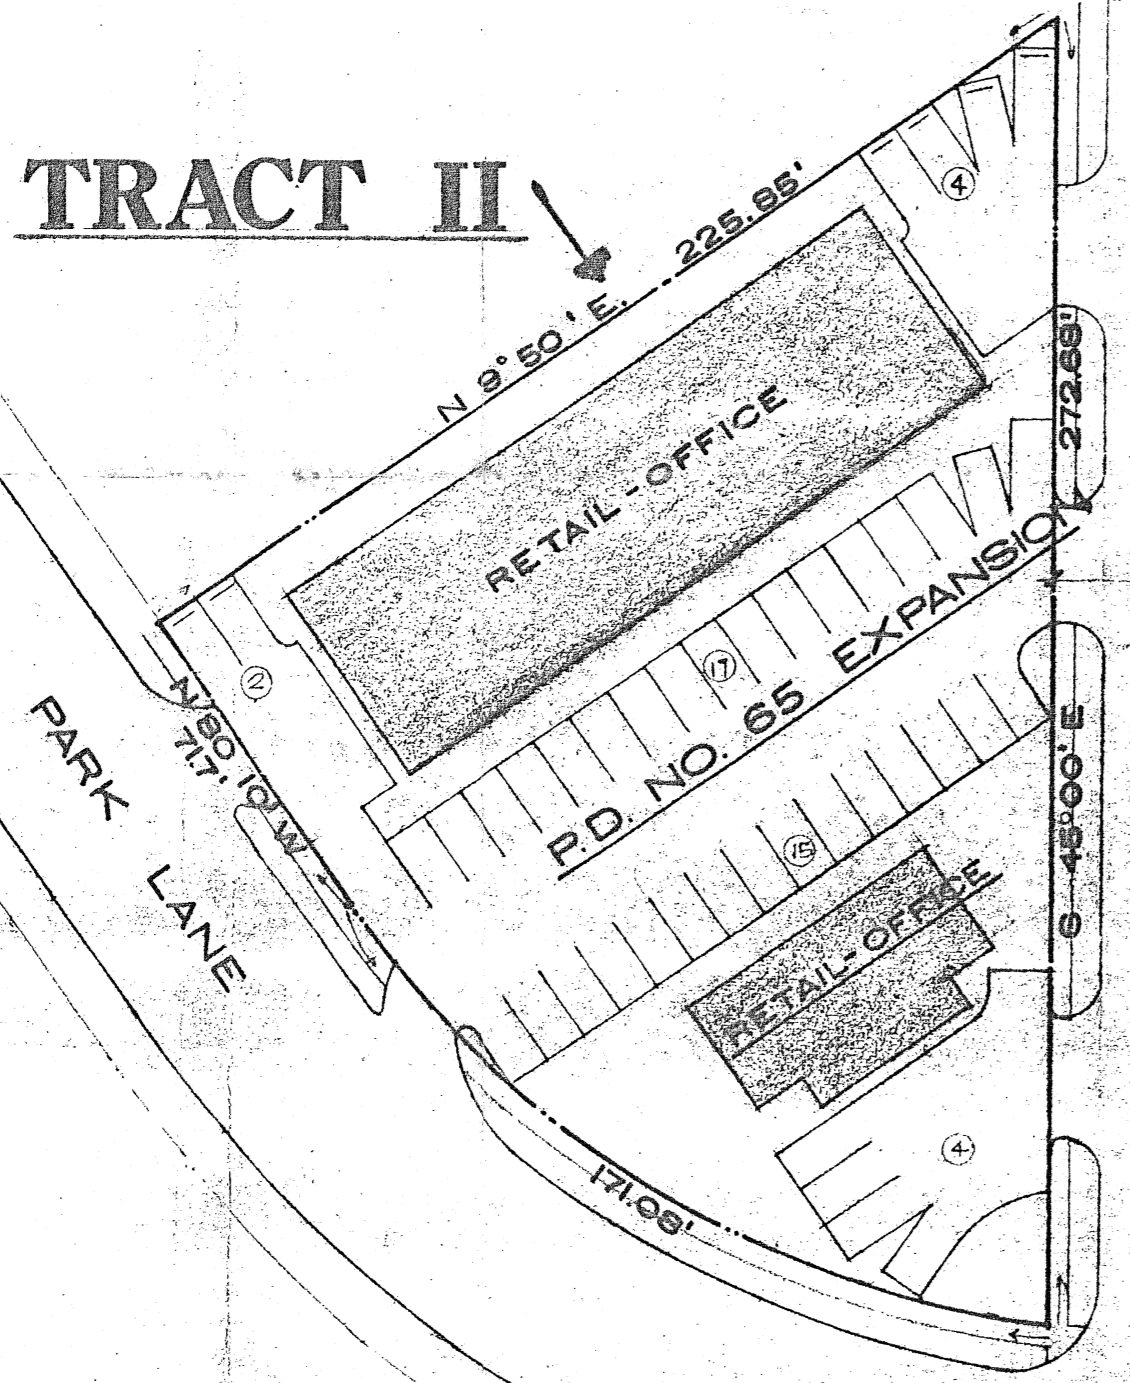 TRACT II
N 9° 50' E. 225.85'
④
272.68'
RETAIL-OFFICE
②
⑰
P.D. NO. 65 EXPANSION
N 80 10' W
71.7'
PARK LANE
⑮
RETAIL-OFFICE
S 45°00' E
④
171.08'